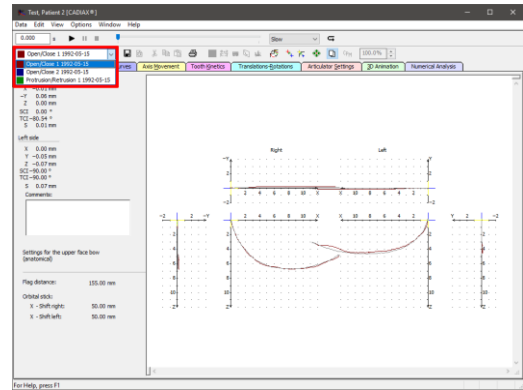 Test, Patient 2 [CADIAX®]
Data Edit View Options Window Help
0.000 s Slow
Open/Close 1 1992-05-15 100.0%
Open/Close 1 1992-05-15
Open/Close 2 1992-05-15
Protrusion/Retrusion 1 1992-05-15
Axis Movement Tooth Kinetics Translations-Rotations Articulator Settings 3D Animation Numerical Analysis
-Y 0.06 mm
Z 0.00 mm
SCI 0.00 °
TCI -80.54 °
S 0.01 mm
Left side
X 0.00 mm
Y -0.03 mm
Z -0.07 mm
SCI -90.00 °
TCI -90.00 °
S 0.07 mm
Comments:
Settings for the upper face bow
(anatomical)
Flag distance: 155.00 mm
Orbital stick:
X - Shift right: 50.00 mm
X - Shift left: 50.00 mm
Right Left
For Help, press F1